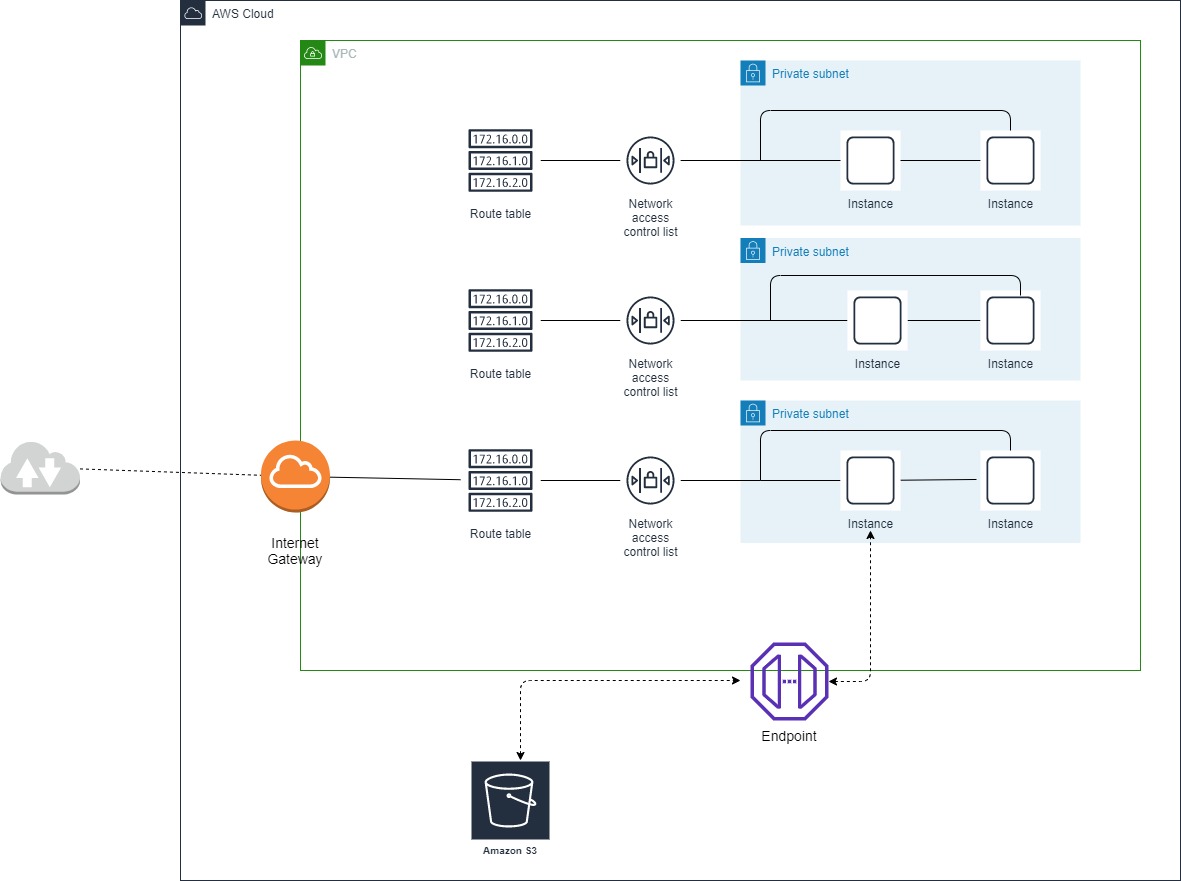 AWS Cloud
VPC
Private subnet
172.16.0.0
172.16.1.0
172.16.2.0
Route table
Network
access
control list
Instance
Instance
Private subnet
172.16.0.0
172.16.1.0
172.16.2.0
Route table
Network
access
control list
Instance
Instance
Private subnet
172.16.0.0
172.16.1.0
172.16.2.0
Route table
Network
access
control list
Instance
Instance
Internet
Gateway
Endpoint
Amazon S3